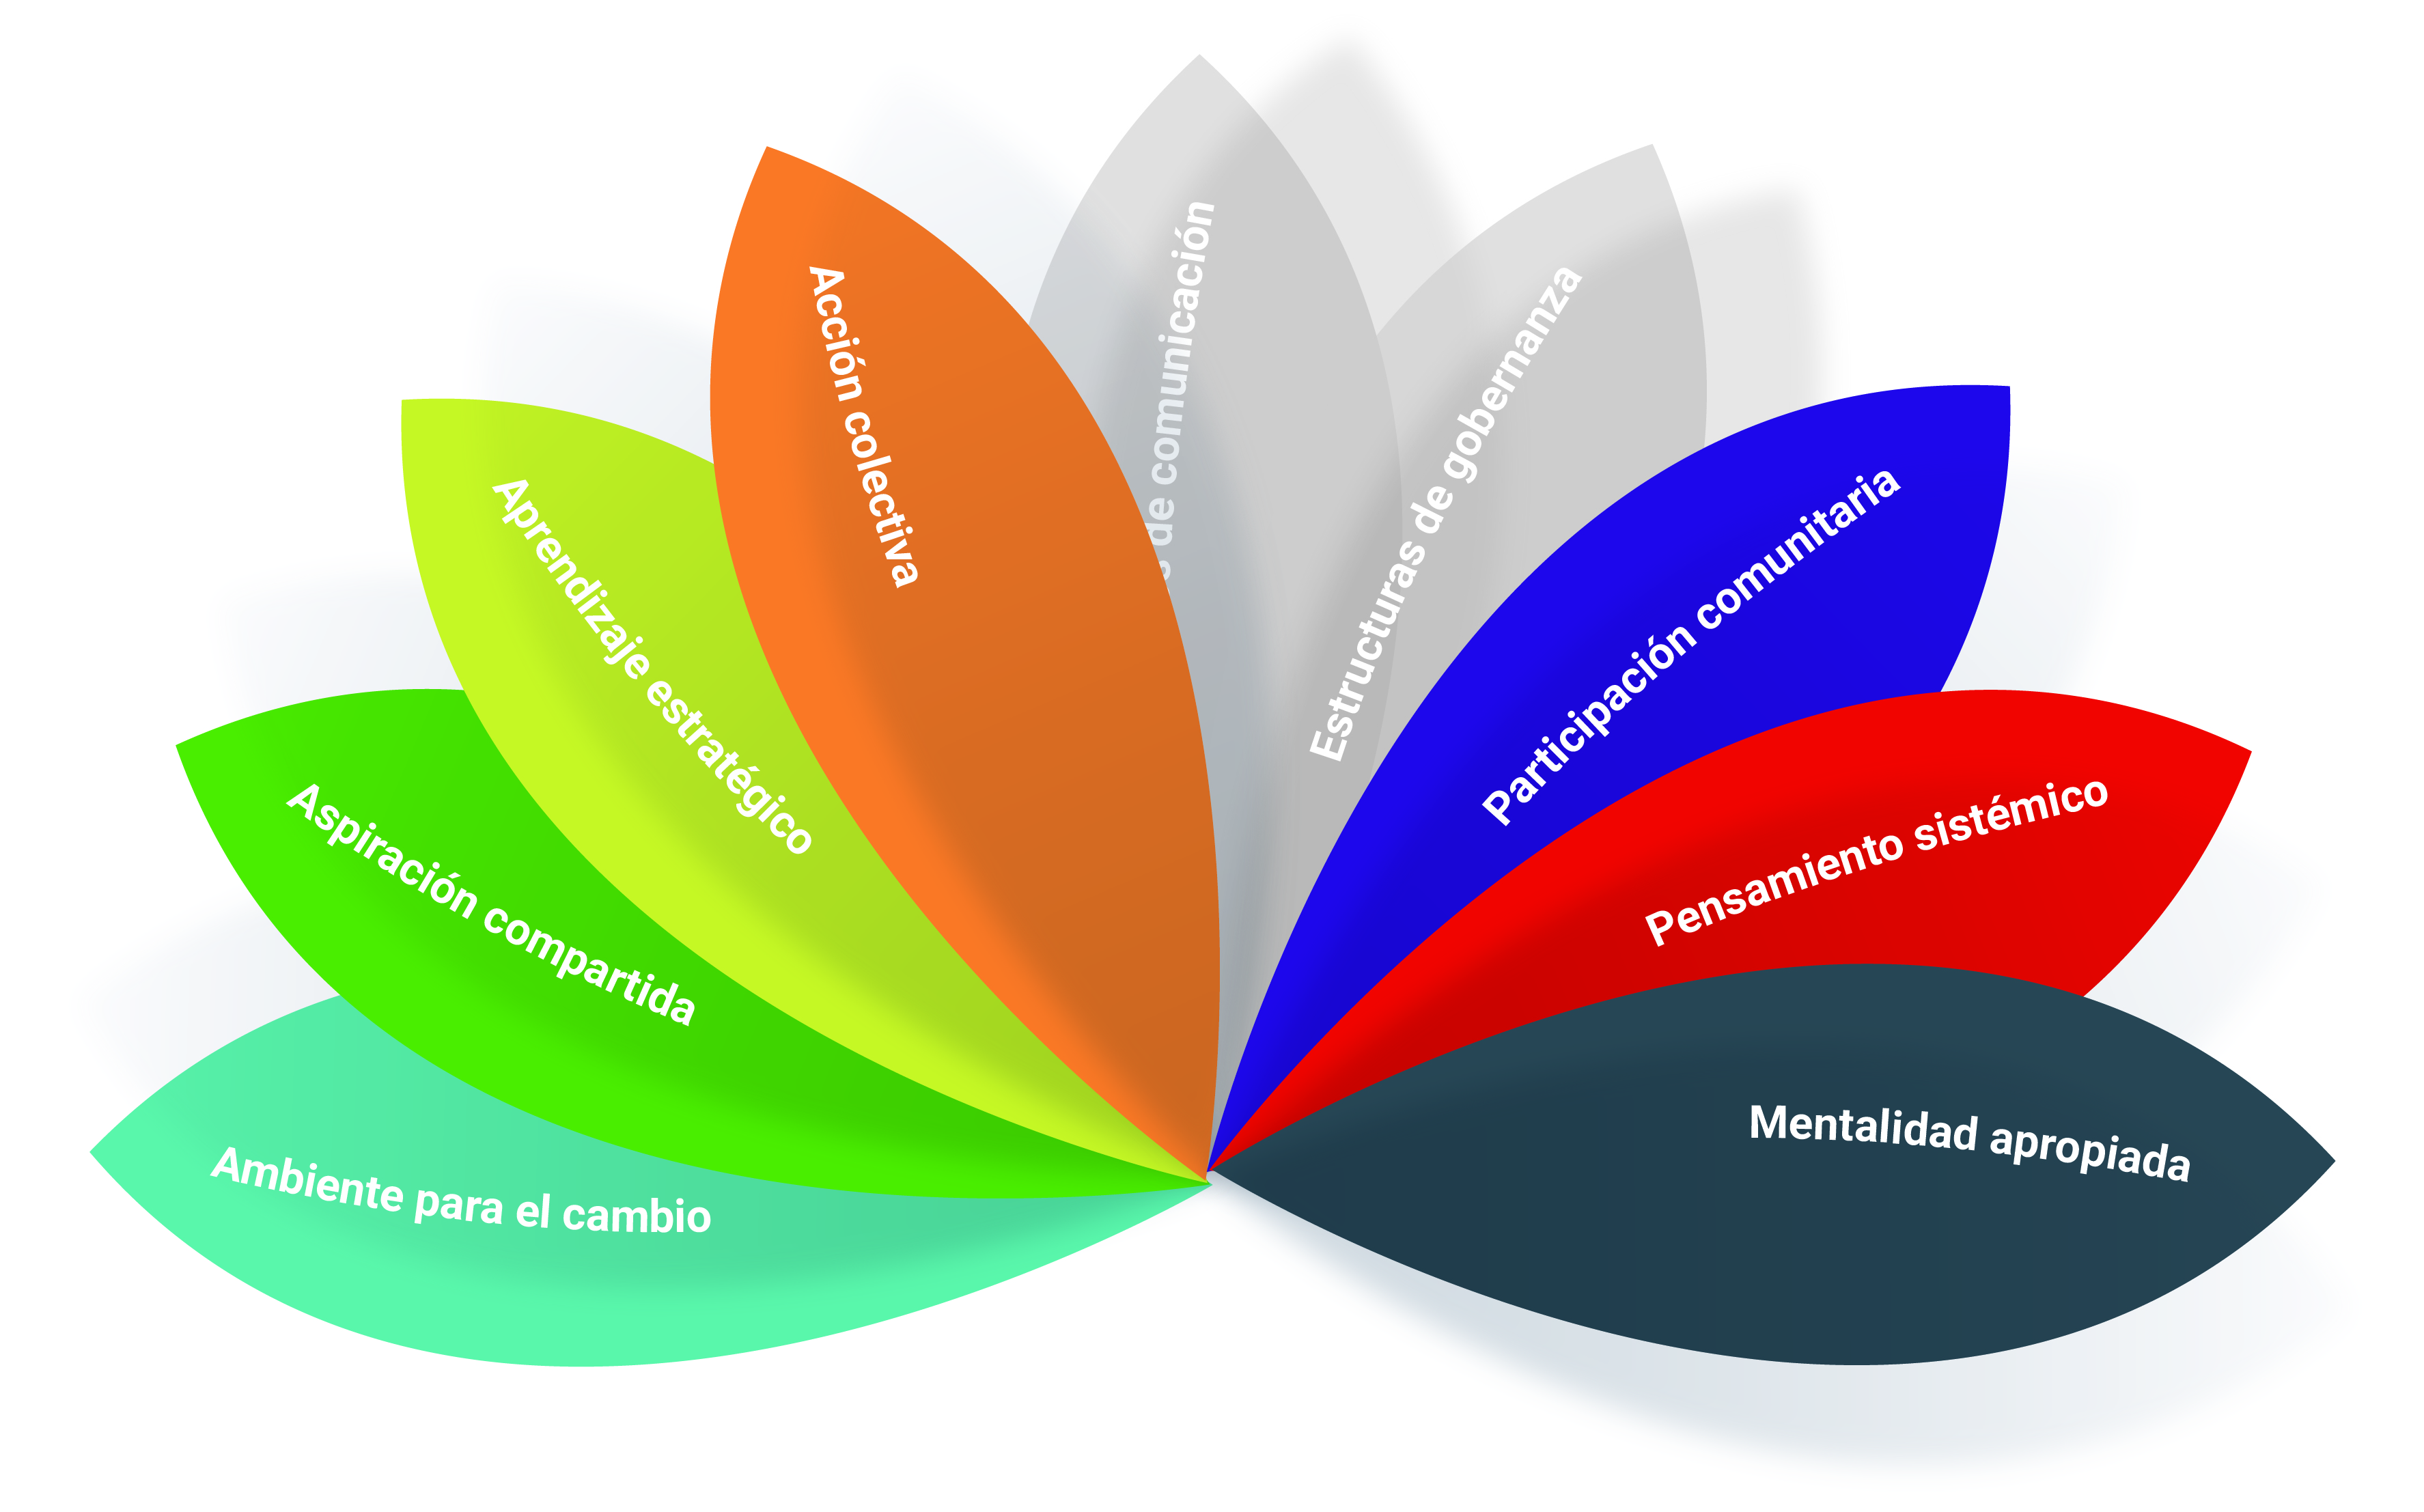 Ambiente para el cambio
Aspiración compartida
Aprendizaje estratégico
Acción colectiva
de comunicación
Estructuras de gobernanza
Participación comunitaria
Pensamiento sistémico
Mentalidad apropiada